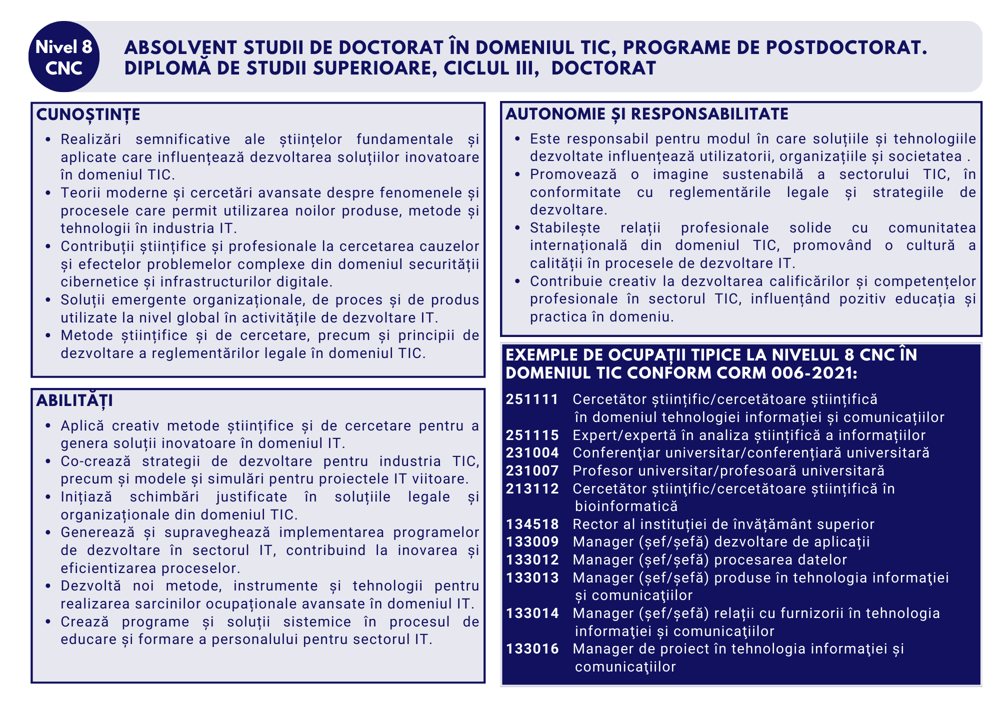 Nivel 8
CNC
ABSOLVENT STUDII DE DOCTORAT ÎN DOMENIUL TIC, PROGRAME DE POSTDOCTORAT.
DIPLOMĂ DE STUDII SUPERIOARE, CICLUL III, DOCTORAT
CUNOȘTINȚE
• Realizări semnificative ale științelor fundamentale și
aplicate care influențează dezvoltarea soluțiilor inovatoare
în domeniul TIC.
• Teorii moderne și cercetări avansate despre fenomenele și
procesele care permit utilizarea noilor produse, metode și
tehnologii în industria IT.
• Contribuții științifice și profesionale la cercetarea cauzelor
și efectelor problemelor complexe din domeniul securității
cibernetice și infrastructurilor digitale.
• Soluții emergente organizaționale, de proces și de produs
utilizate la nivel global în activitățile de dezvoltare IT.
• Metode științifice și de cercetare, precum și principii de
dezvoltare a reglementărilor legale în domeniul TIC.
ABILITĂȚI
• Aplică creativ metode științifice și de cercetare pentru a
genera soluții inovatoare în domeniul IT.
• Co-crează strategii de dezvoltare pentru industria TIC,
precum și modele și simulări pentru proiectele IT viitoare.
• Inițiază schimbări justificate în soluțiile legale și
organizaționale din domeniul TIC.
• Generează și supraveghează implementarea programelor
de dezvoltare în sectorul IT, contribuind la inovarea și
eficientizarea proceselor.
• Dezvoltă noi metode, instrumente și tehnologii pentru
realizarea sarcinilor ocupaționale avansate în domeniul IT.
• Crează programe și soluții sistemice în procesul de
educare și formare a personalului pentru sectorul IT.
AUTONOMIE ȘI RESPONSABILITATE
• Este responsabil pentru modul în care soluțiile și tehnologiile
dezvoltate influențează utilizatorii, organizațiile și societatea .
• Promovează o imagine sustenabilă a sectorului TIC, în
conformitate cu reglementările legale și strategiile de
dezvoltare.
• Stabilește relații profesionale solide cu comunitatea
internațională din domeniul TIC, promovând o cultură a
calității în procesele de dezvoltare IT.
• Contribuie creativ la dezvoltarea calificărilor și competențelor
profesionale în sectorul TIC, influențând pozitiv educația și
practica în domeniu.
EXEMPLE DE OCUPAȚII TIPICE LA NIVELUL 8 CNC ÎN
DOMENIUL TIC CONFORM CORM 006-2021:
251111 Cercetător științific/cercetătoare științifică
în domeniul tehnologiei informației și comunicațiilor
251115 Expert/expertă în analiza științifică a informațiilor
231004 Conferenţiar universitar/conferențiară universitară
231007 Profesor universitar/profesoară universitară
213112 Cercetător științific/cercetătoare științifică în
bioinformatică
134518 Rector al instituției de învățământ superior
133009 Manager (șef/șefă) dezvoltare de aplicații
133012 Manager (șef/șefă) procesarea datelor
133013 Manager (șef/șefă) produse în tehnologia informaţiei
și comunicaţiilor
133014 Manager (șef/șefă) relații cu furnizorii în tehnologia
informaţiei și comunicaţiilor
133016 Manager de proiect în tehnologia informaţiei și
comunicaţiilor